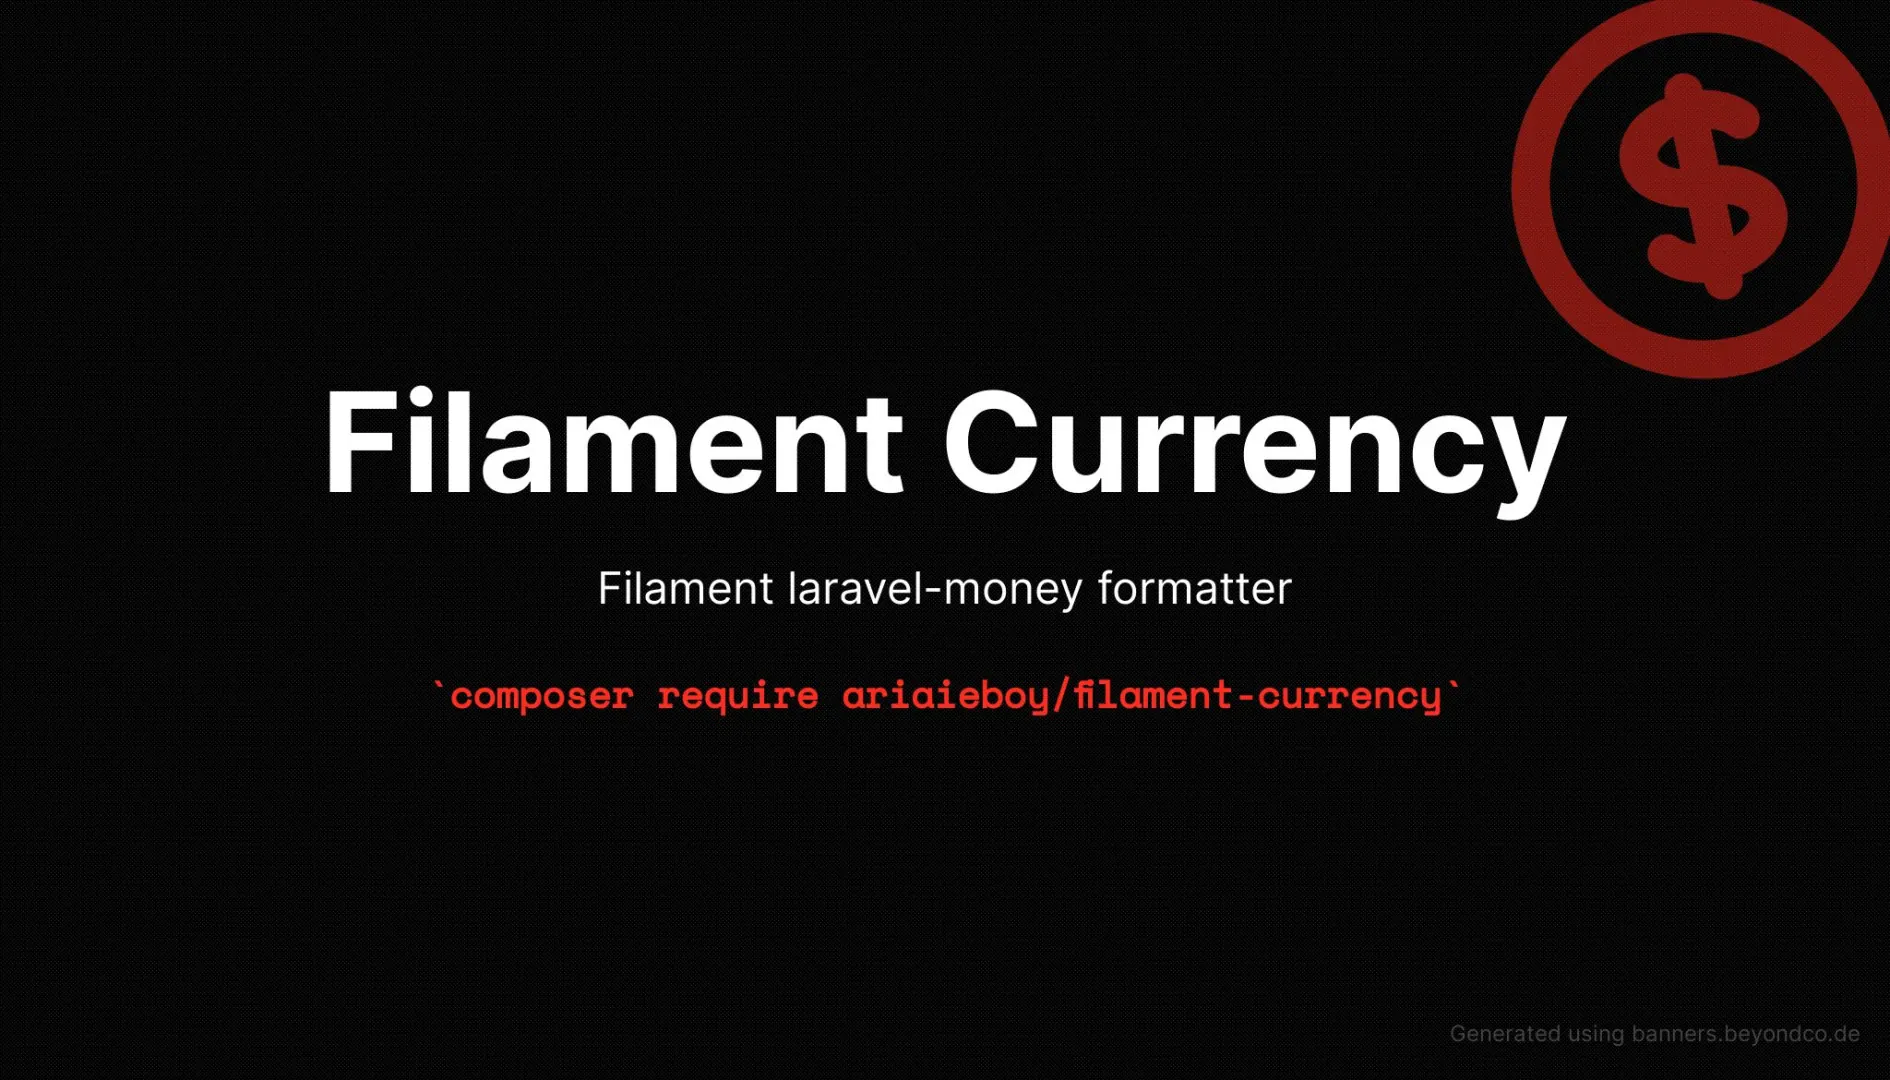 Filament Currency
Filament laravel-money formatter
`composer require ariaieboy/filament-currency`
Generated using banners.beyondco.de